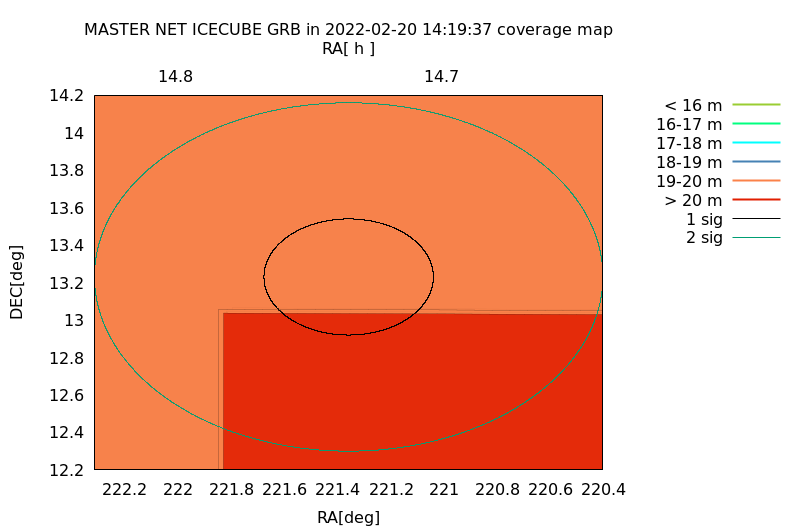 MASTER NET ICECUBE GRB in 2022-02-20 14:19:37 coverage map
RA[ h ]
14.8 14.7
14.2
14
13.8
13.6
13.4
13.2
13
12.8
12.6
12.4
12.2
DEC[deg]
222.2 222 221.8 221.6 221.4 221.2 221 220.8 220.6 220.4
RA[deg]
< 16 m
16-17 m
17-18 m
18-19 m
19-20 m
> 20 m
1 sig
2 sig